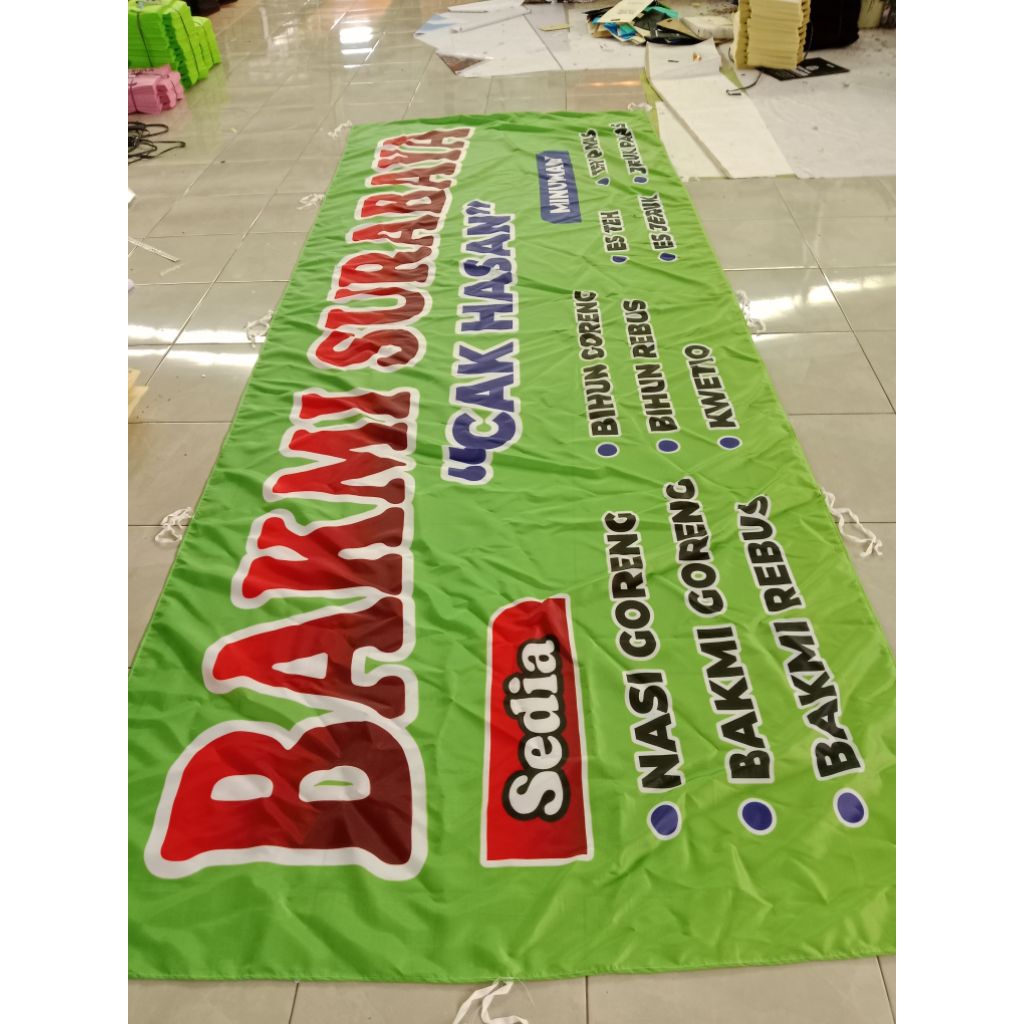 BAKMI SURABAYA
"CAK HASAN"
Sedia
• NASI GORENG
• BAKMI GORENG
• BAKMI REBUS
• BIHUN GORENG
• BIHUN REBUS
• KWETIO
MINUMAN
• ES TEH
• ES JERUK